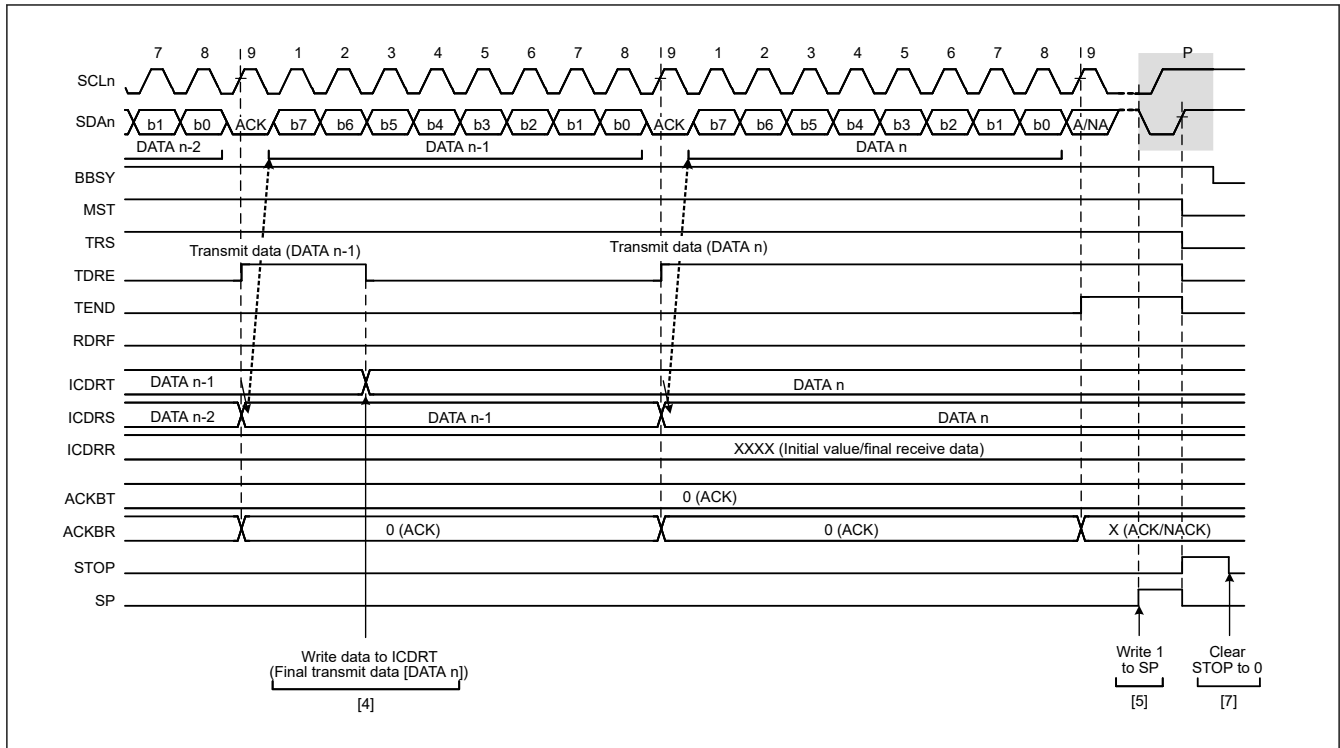 7 8 9 1 2 3 4 5 6 7 8 9 1 2 3 4 5 6 7 8 9 P
SCLn
SDAn b1 b0 ACK b7 b6 b5 b4 b3 b2 b1 b0 ACK b7 b6 b5 b4 b3 b2 b1 b0 A/NA
DATA n-2 DATA n-1 DATA n
BBSY
MST
TRS
Transmit data (DATA n-1) Transmit data (DATA n)
TDRE
TEND
RDRF
ICDRT DATA n-1 DATA n
ICDRS DATA n-2 DATA n-1 DATA n
ICDRR XXXX (Initial value/final receive data)
ACKBT 0 (ACK)
ACKBR 0 (ACK) 0 (ACK) X (ACK/NACK)
STOP
SP
Write data to ICDRT
(Final transmit data [DATA n])
[4]
Write 1
to SP
[5]
Clear
STOP to 0
[7]